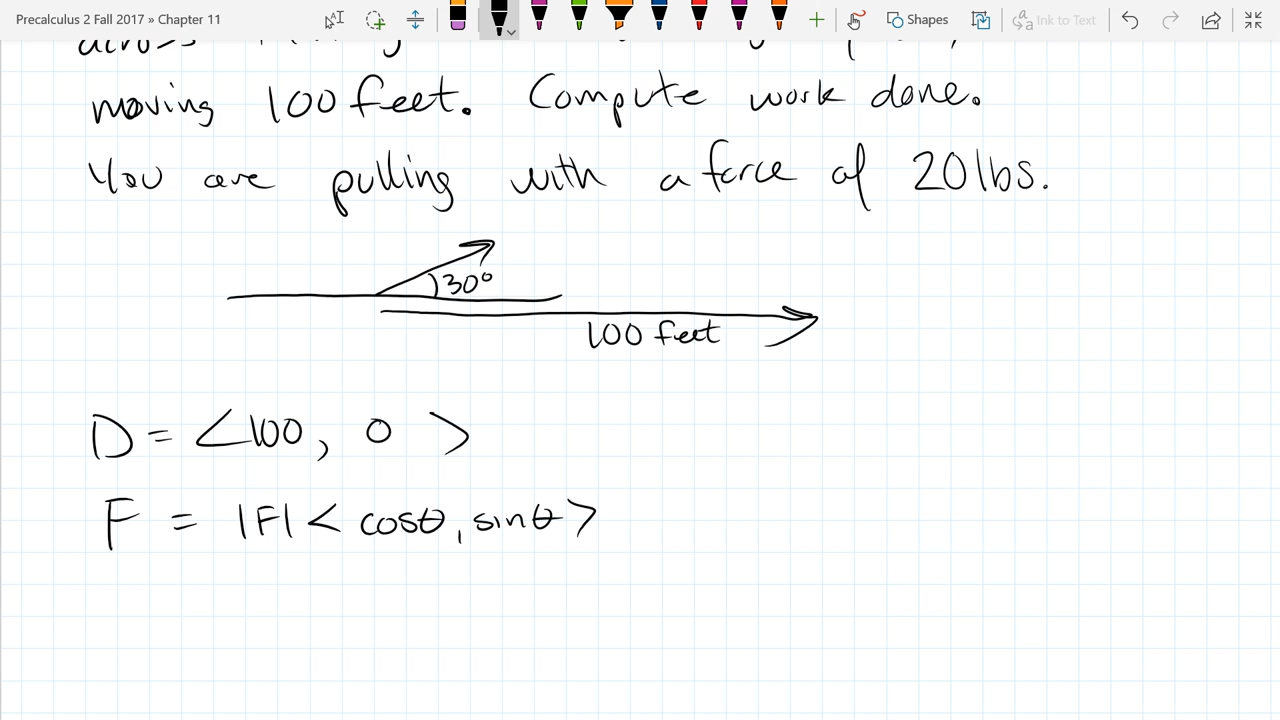 Precalculus 2 Fall 2017 » Chapter 11
Shapes
Ink to Text
across
moving 100 feet. Compute work done.
You are pulling with a force of 20 lbs.
30°
100 feet
D = <100, 0 >
F = |F| < cosθ, sinθ >